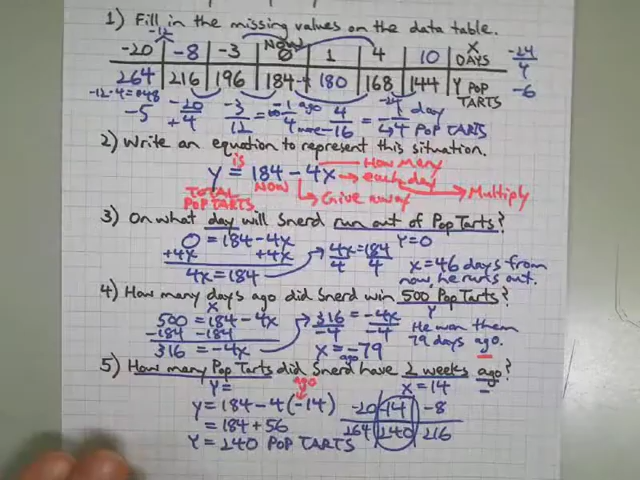 1) Fill in the missing values on the data table.
-12
NOW
-20 -8 -3 0 1 4 10 X DAYS
264 216 196 184 180 168 144 Y POP TARTS
-24/4
-6
-12·4=
-5 -20/+4 -3/12 = -1/4 ago 4/-16 = -1/4 day POP TARTS
2) Write an equation to represent this situation.
is
y = 184 - 4x → How many
→ each day
TOTAL POP TARTS NOW Give away Multiply
3) On what day will Snerd run out of Pop Tarts?
0 = 184 - 4x 4x = 184 Y=0
+4x +4x 4 4 x = 46 days from
4x = 184 now, he runs out.
4) How many days ago did Snerd win 500 Pop Tarts?
x Y
500 = 184 - 4x 316 = -4x He won them
-184 -184 -4 -4 79 days ago.
316 = -4x x = -79
ago
5) How many Pop Tarts did Snerd have 2 weeks ago?
Y= ago x = 14
y = 184 - 4(-14) -20 -14 -8
= 184 + 56 264 240 216
Y = 240 POP TARTS